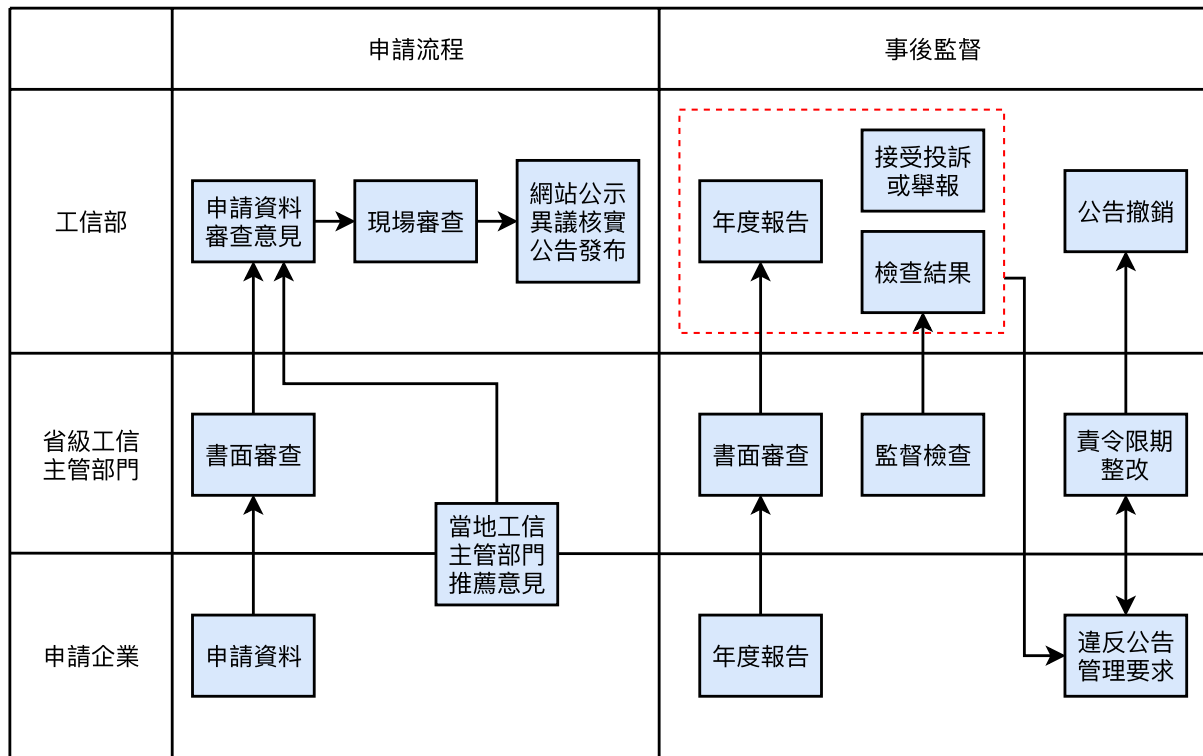 申請流程
事後監督
工信部
申請資料
審查意見
現場審查
網站公示
異議核實
公告發布
年度報告
接受投訴
或舉報
檢查結果
公告撤銷
省級工信
主管部門
書面審查
當地工信
主管部門
推薦意見
書面審查
監督檢查
責令限期
整改
申請企業
申請資料
年度報告
違反公告
管理要求